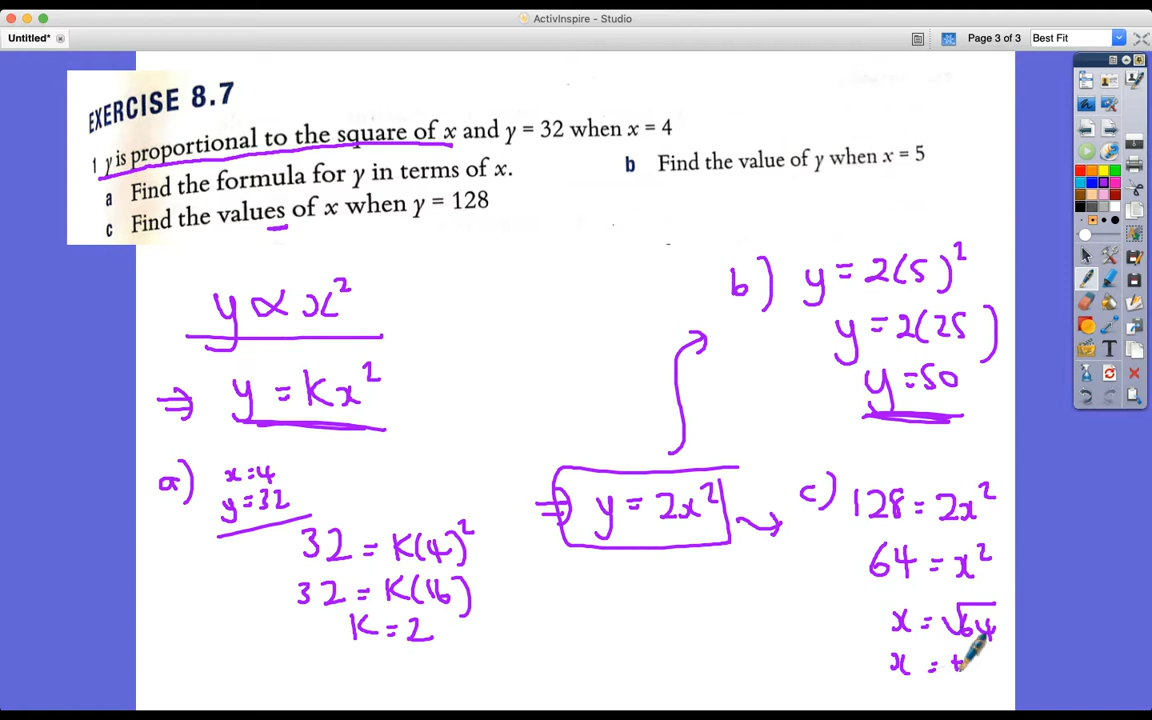 ActivInspire - Studio
Untitled*
Page 3 of 3
Best Fit
EXERCISE 8.7
1 y is proportional to the square of x and y = 32 when x = 4
a Find the formula for y in terms of x.
b Find the value of y when x = 5
c Find the values of x when y = 128
y ∝ x²
⇒ y = kx²
a) x=4
y=32
32 = K(4)²
32 = K(16)
K = 2
⇒ y = 2x²
b) y = 2(5)²
y = 2(25)
y = 50
c) 128 = 2x²
64 = x²
x = √64
x =